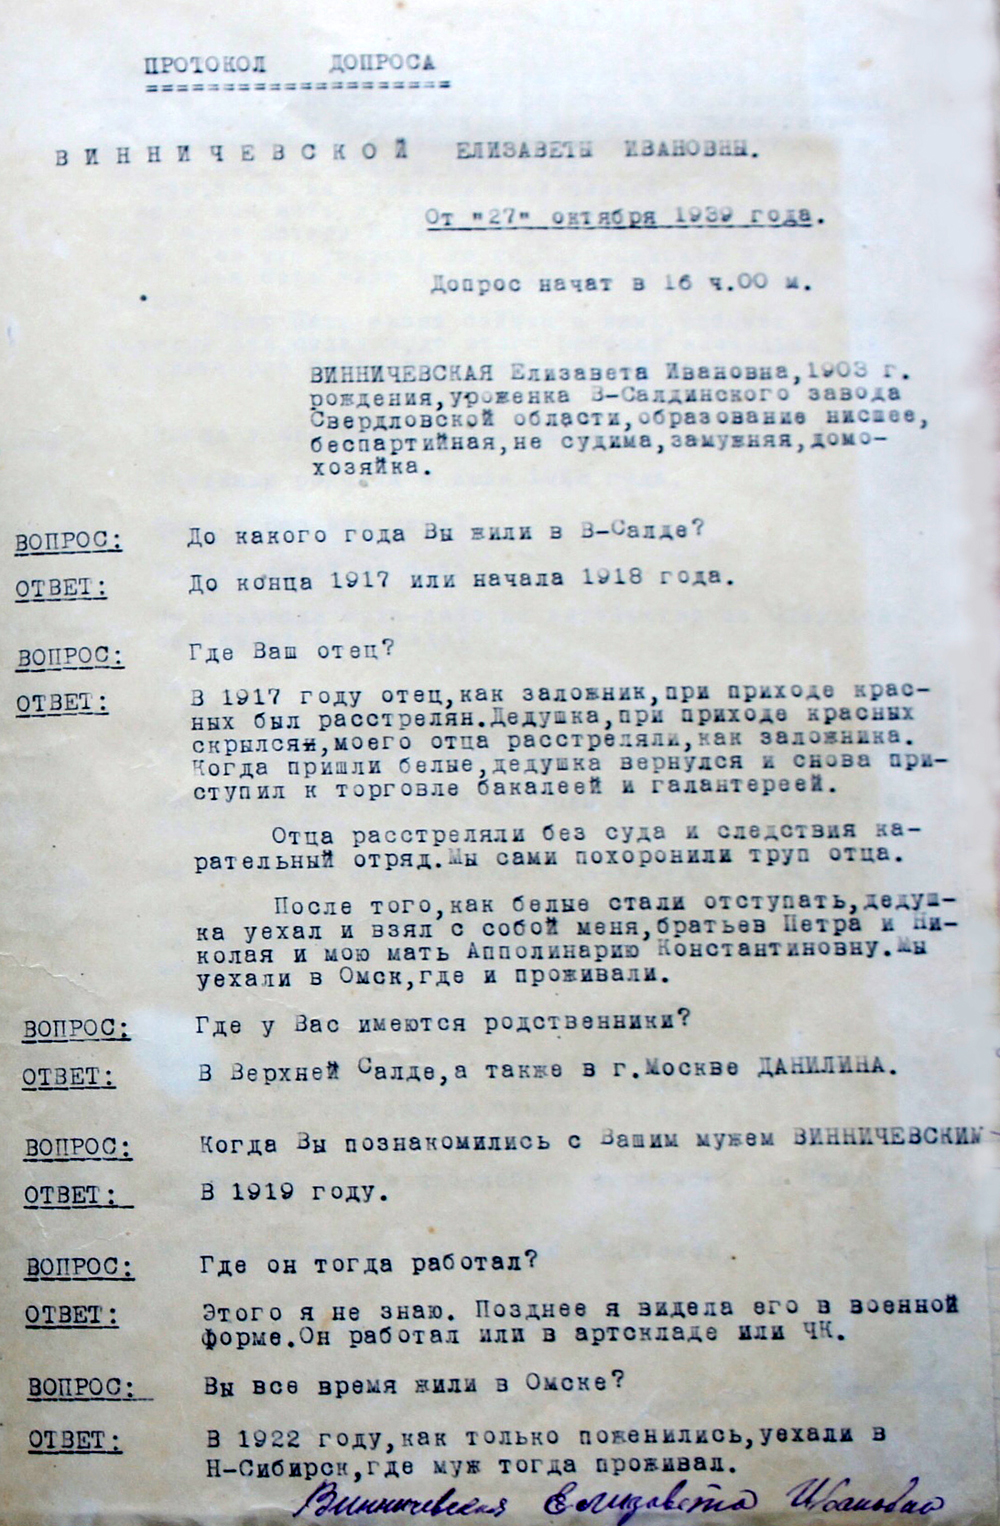 ПРОТОКОЛ ДОПРОСА
====================
В И Н Н И Ч Е В С К О Й ЕЛИЗАВЕТЫ ИВАНОВНЫ.
От "27" октября 1939 года.
Допрос начат в 16 ч.00 м.
ВИННИЧЕВСКАЯ Елизавета Ивановна,1903 г.
рождения,уроженка В-Салдинского завода
Свердловской области,образование нисшее,
беспартийная,не судима,замужняя,домо-
хозяйка.
ВОПРОС: До какого года Вы жили в В-Салде?
ОТВЕТ: До конца 1917 или начала 1918 года.
ВОПРОС: Где Ваш отец?
ОТВЕТ: В 1917 году отец,как заложник,при приходе крас-
ных был расстрелян.Дедушка,при приходе красных
скрылся,моего отца расстреляли,как заложника.
Когда пришли белые,дедушка вернулся и снова при-
ступил к торговле бакалеей и галантереей.
Отца расстреляли без суда и следствия ка-
рательный отряд.Мы сами похоронили труп отца.
После того,как белые стали отступать,дедуш-
ка уехал и взял с собой меня,братьев Петра и Ни-
колая и мою мать Апполинарию Константиновну.Мы
уехали в Омск,где и проживали.
ВОПРОС: Где у Вас имеются родственники?
ОТВЕТ: В Верхней Салде,а также в г.Москве ДАНИЛИНА.
ВОПРОС: Когда Вы познакомились с Вашим мужем ВИННИЧЕВСКИМ
ОТВЕТ: В 1919 году.
ВОПРОС: Где он тогда работал?
ОТВЕТ: Этого я не знаю. Позднее я видела его в военной
форме.Он работал или в артскладе или ЧК.
ВОПРОС: Вы все время жили в Омске?
ОТВЕТ: В 1922 году,как только поженились,уехали в
Н-Сибирск,где муж тогда проживал.
Винничевская Елизавета Ивановна